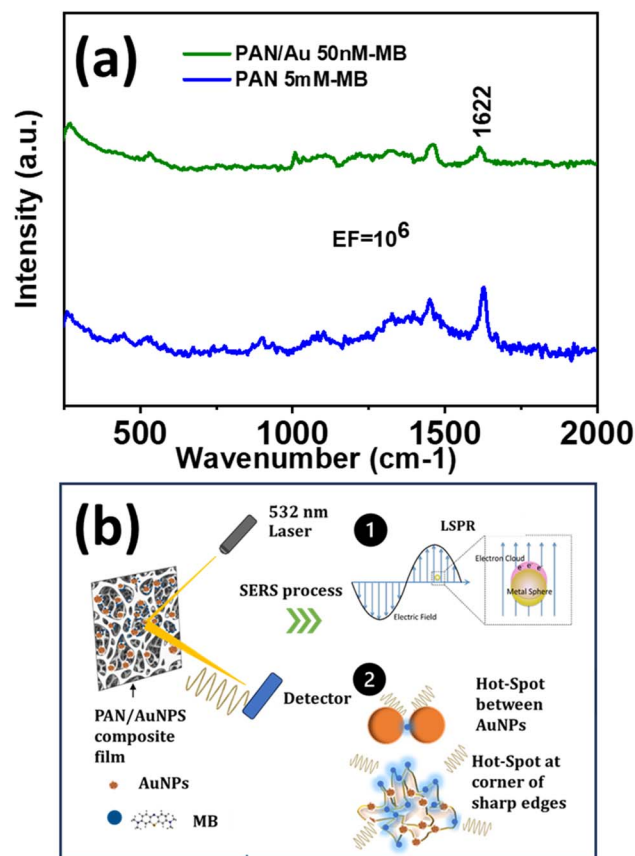 (a)
PAN/Au 50nM-MB
PAN 5mM-MB
1622
EF=10^6
Intensity (a.u.)
500 1000 1500 2000
Wavenumber (cm-1)
(b)
532 nm
Laser
SERS process
Detector
PAN/AuNPS
composite
film
AuNPs
MB
1
LSPR
Electric Field
Electron Cloud
e e e
Metal Sphere
2
Hot-Spot
between
AuNPs
Hot-Spot at
corner of
sharp edges